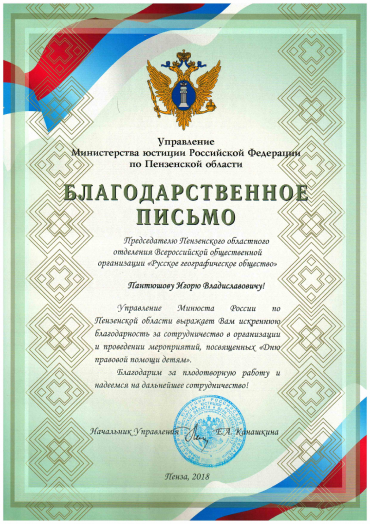 Управление
Министерства юстиции Российской Федерации
по Пензенской области
БЛАГОДАРСТВЕННОЕ
ПИСЬМО
Председателю Пензенского областного
отделения Всероссийской общественной
организации «Русское географическое общество»
Пантюшову Игорю Владиславовичу!
Управление Минюста России по
Пензенской области выражает Вам искреннюю
благодарность за сотрудничество в организации
и проведении мероприятий, посвященных «Дню
правовой помощи детям».
Благодарим за плодотворную работу и
надеемся на дальнейшее сотрудничество!
Начальник Управления Е.А. Канашкина
Пенза, 2018